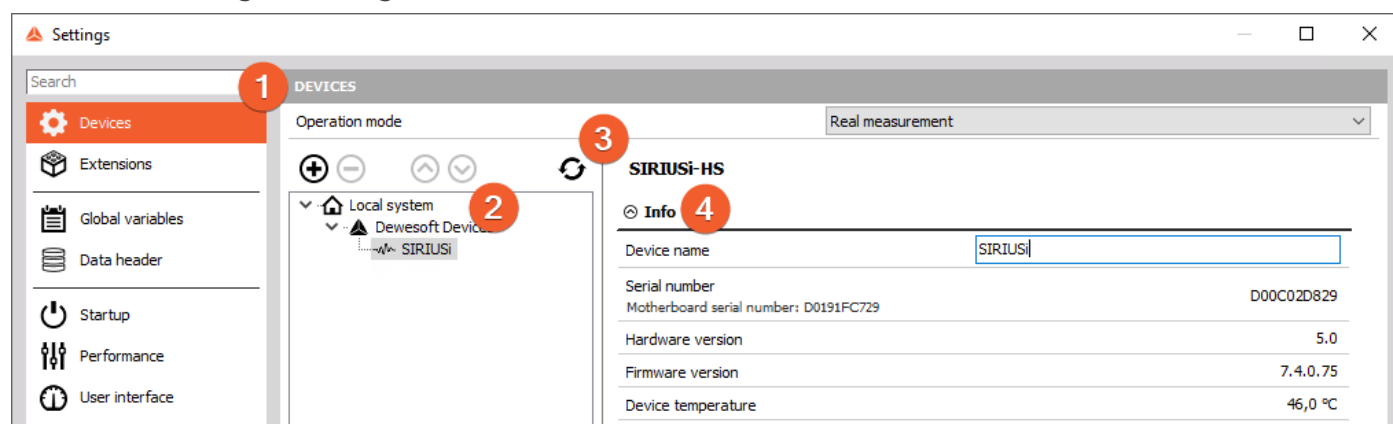 Settings
Search
1
DEVICES
Devices
Operation mode
Real measurement
3
Extensions
SIRIUSi-HS
Local system
2
Info
4
Global variables
Dewesoft Devices
SIRIUSi
Device name
SIRIUSi
Data header
Serial number
D00C02D829
Motherboard serial number: D0191FC729
Startup
Hardware version
5.0
Performance
Firmware version
7.4.0.75
User interface
Device temperature
46,0 ºC